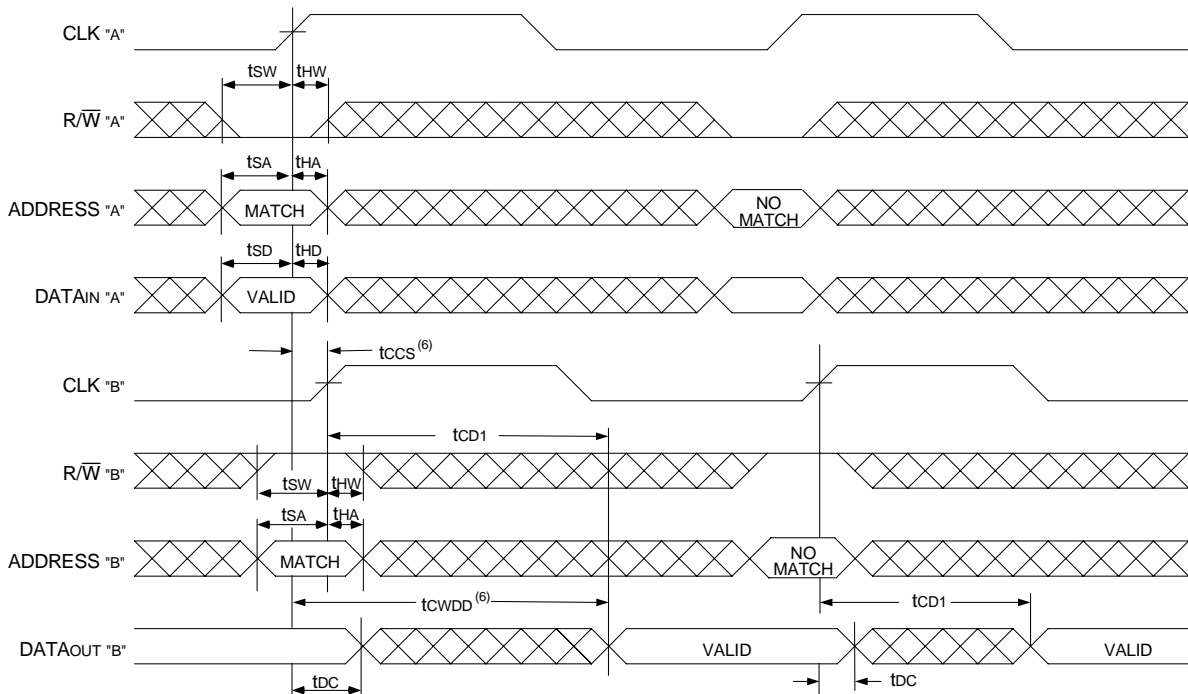 CLK "A"
tSW tHW
R/W̅ "A"
tSA tHA
ADDRESS "A" MATCH NO MATCH
tSD tHD
DATAIN "A" VALID
tCCS(6)
CLK "B"
tCD1
R/W̅ "B"
tSW tHW
tSA tHA
ADDRESS "B" MATCH NO MATCH
tCWDD(6) tCD1
DATAOUT "B" VALID VALID
tDC tDC